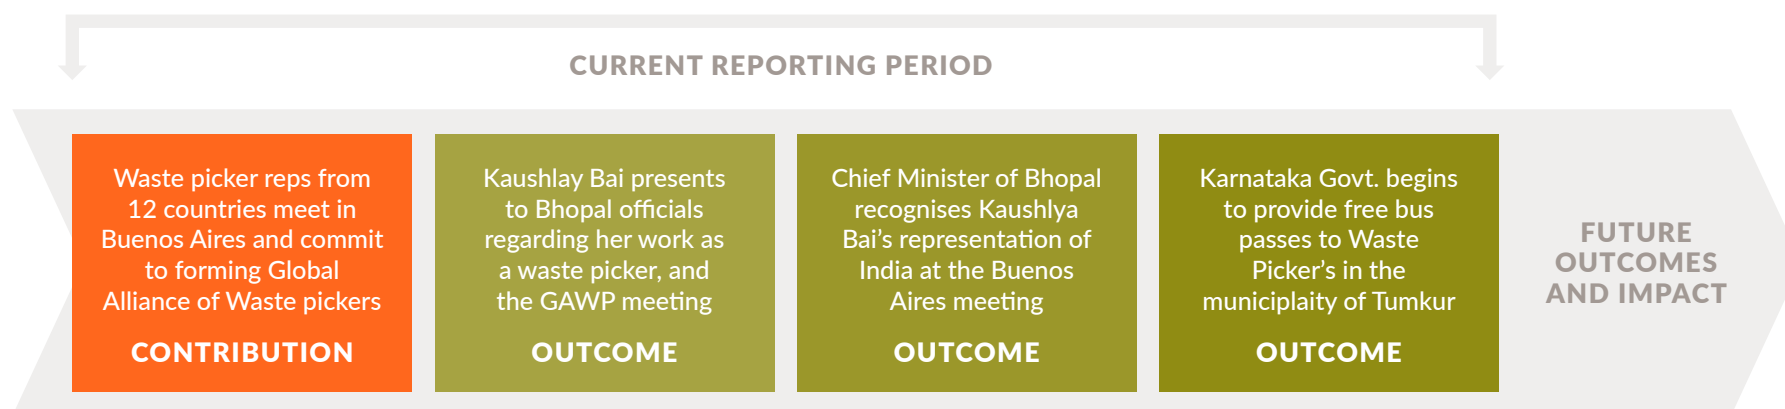 CURRENT REPORTING PERIOD
Waste picker reps from
12 countries meet in
Buenos Aires and commit
to forming Global
Alliance of Waste pickers
CONTRIBUTION
Kaushlay Bai presents
to Bhopal officials
regarding her work as
a waste picker, and
the GAWP meeting
OUTCOME
Chief Minister of Bhopal
recognises Kaushlya
Bai's representation of
India at the Buenos
Aires meeting
OUTCOME
Karnataka Govt. begins
to provide free bus
passes to Waste
Picker's in the
municiplaity of Tumkur
OUTCOME
FUTURE
OUTCOMES
AND IMPACT